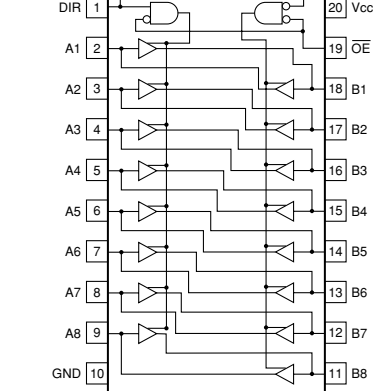 DIR 1 20 Vcc
A1 2 19 O̅E̅
A2 3 18 B1
A3 4 17 B2
A4 5 16 B3
A5 6 15 B4
A6 7 14 B5
A7 8 13 B6
A8 9 12 B7
GND 10 11 B8